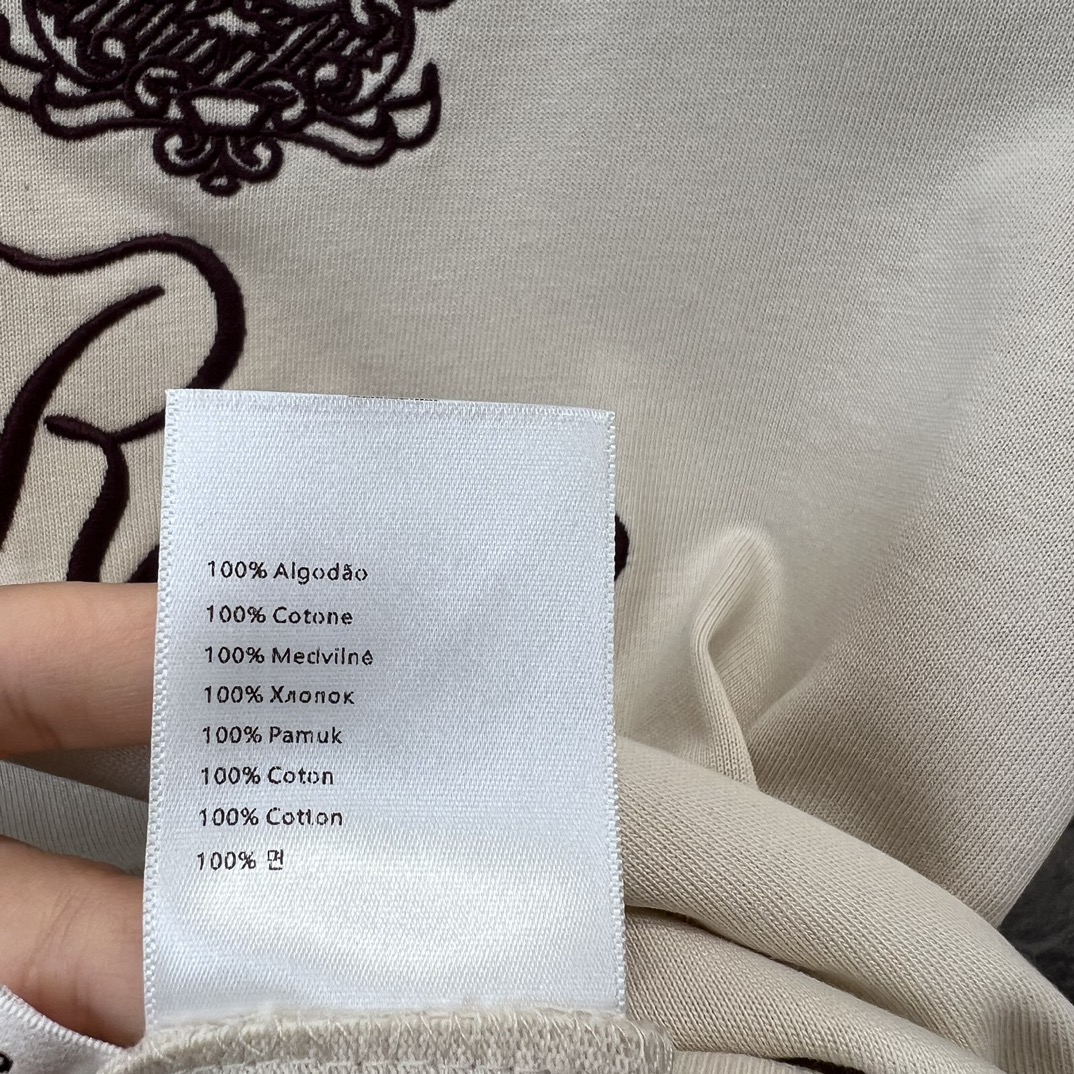 100% Algodão
100% Cotone
100% Medvilnė
100% Хлопок
100% Pamuk
100% Coton
100% Cotton
100% 면